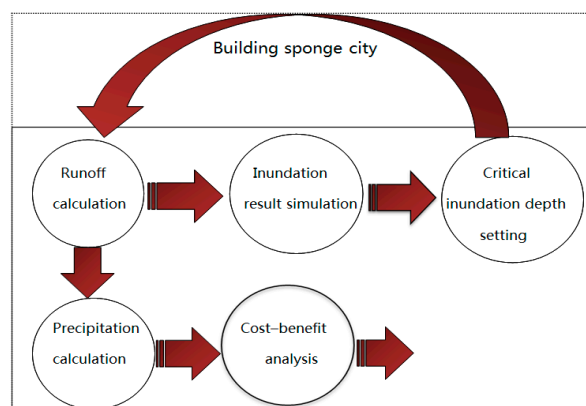 Building sponge city
Runoff
calculation
Inundation
result simulation
Critical
inundation depth
setting
Precipitation
calculation
Cost–benefit
analysis